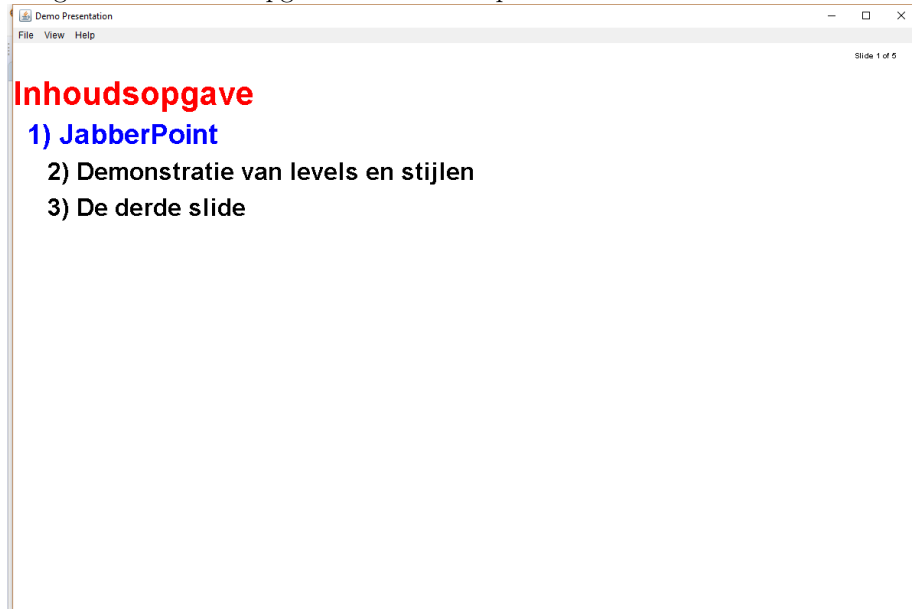 Demo Presentation
File View Help
Slide 1 of 5
Inhoudsopgave
1) JabberPoint
2) Demonstratie van levels en stijlen
3) De derde slide